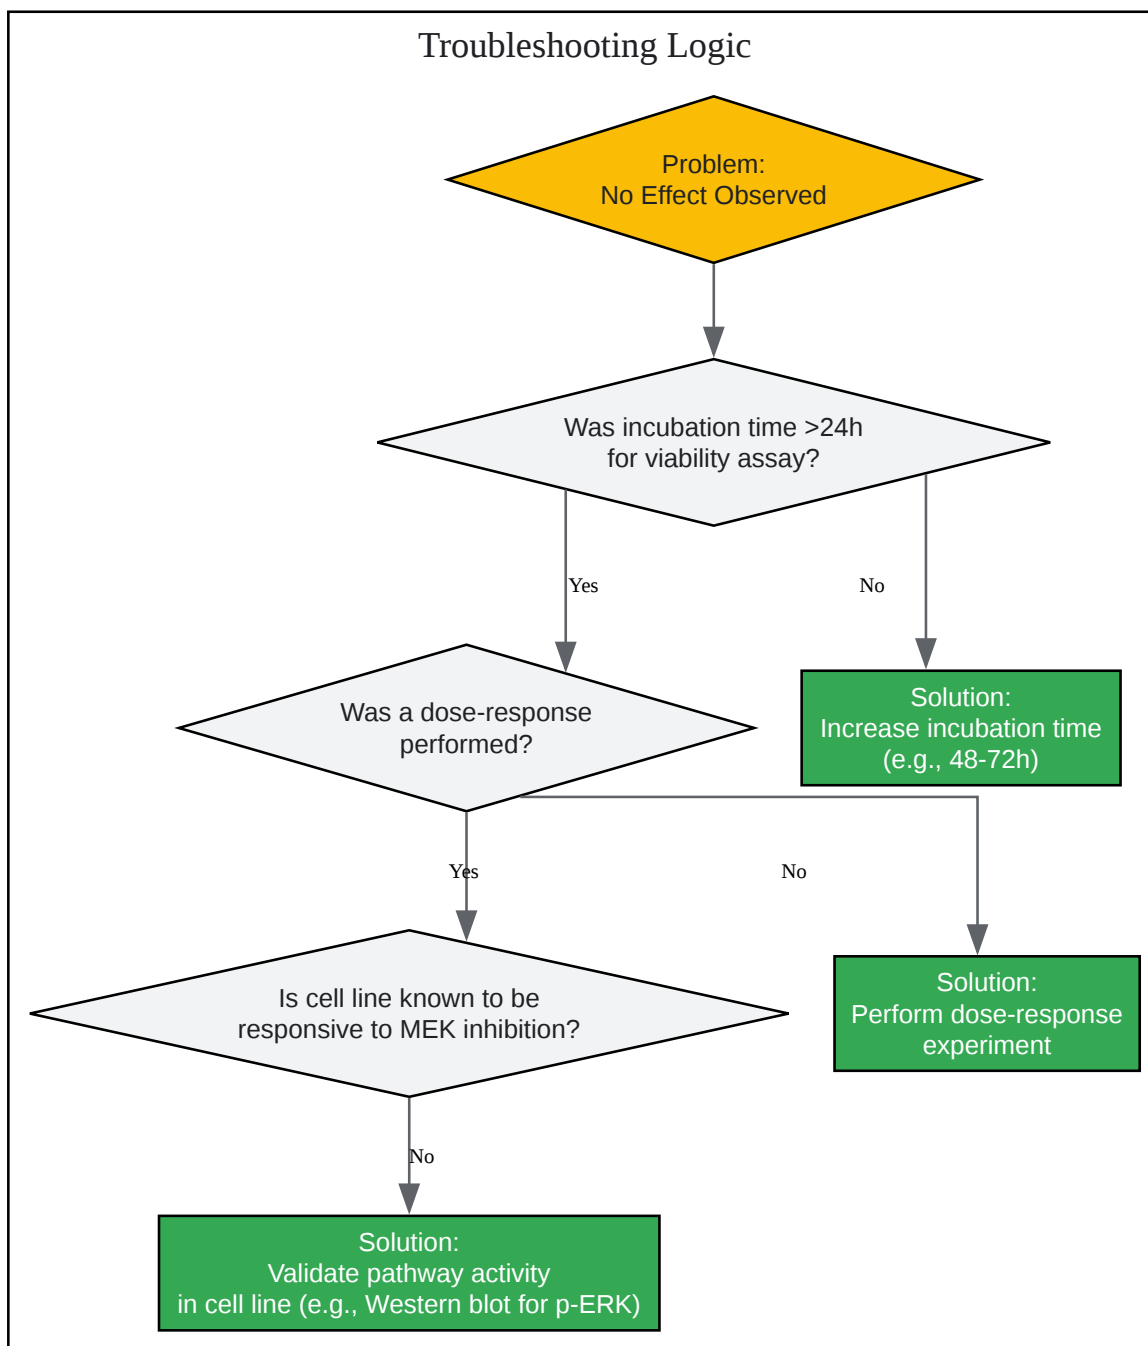 Troubleshooting Logic
Problem:
No Effect Observed
Was incubation time >24h
for viability assay?
Yes
No
Was a dose-response
performed?
Solution:
Increase incubation time
(e.g., 48-72h)
Yes
No
Is cell line known to be
responsive to MEK inhibition?
Solution:
Perform dose-response
experiment
No
Solution:
Validate pathway activity
in cell line (e.g., Western blot for p-ERK)